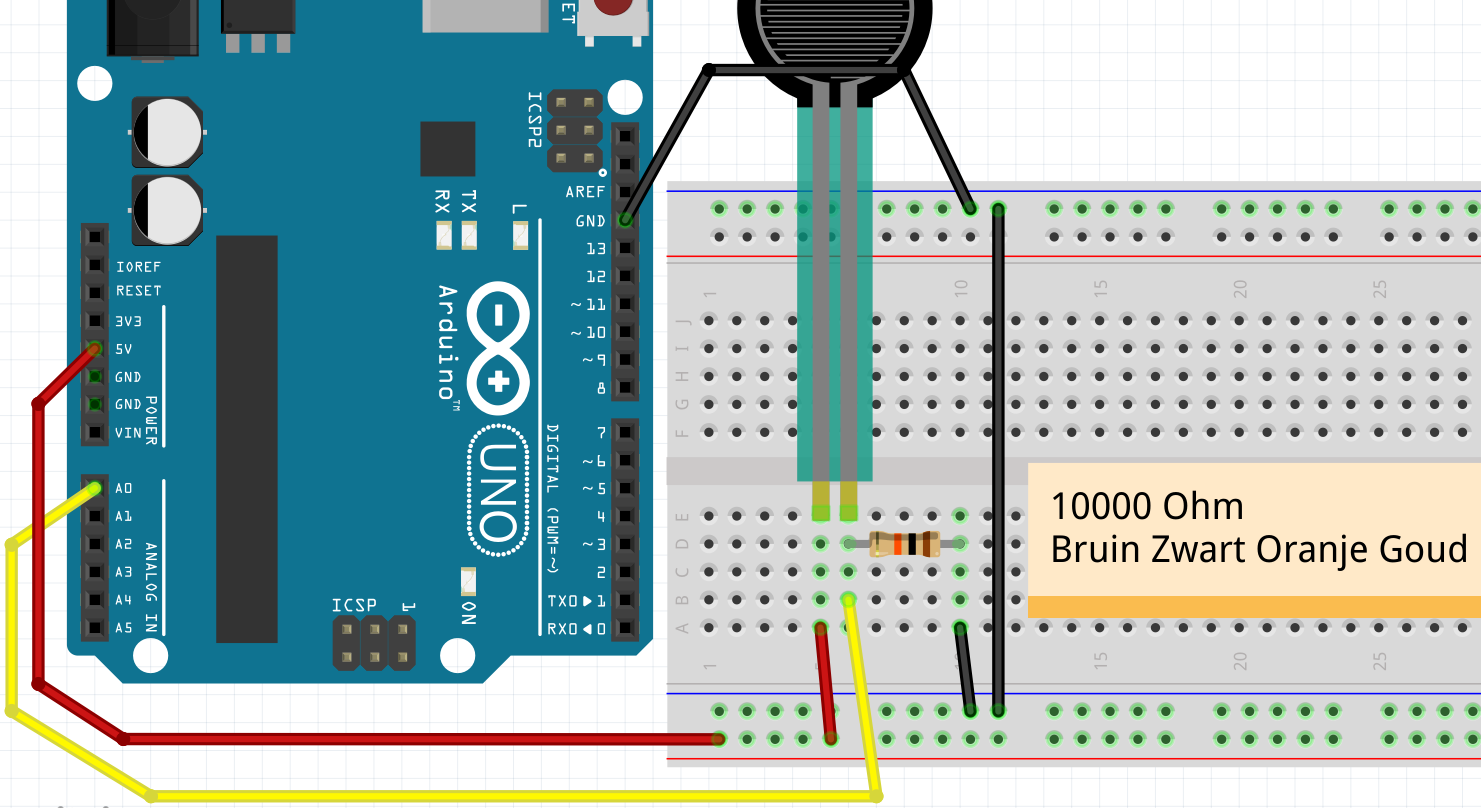 ET
ICSP2
AREF
GND
13
12
~11
~10
~9
8
7
~6
~5
4
~3
2
TX0▶1
RX0◀0
RX
TX
L
IOREF
RESET
3V3
5V
GND
GND
VIN
POWER
A0
A1
A2
A3
A4
A5
ANALOG IN
Arduino™
UNO
DIGITAL (PWM=~)
ON
ICSP
1
1
10
15
20
25
J
I
H
G
F
E
D
C
B
A
1
15
20
25
10000 Ohm
Bruin Zwart Oranje Goud